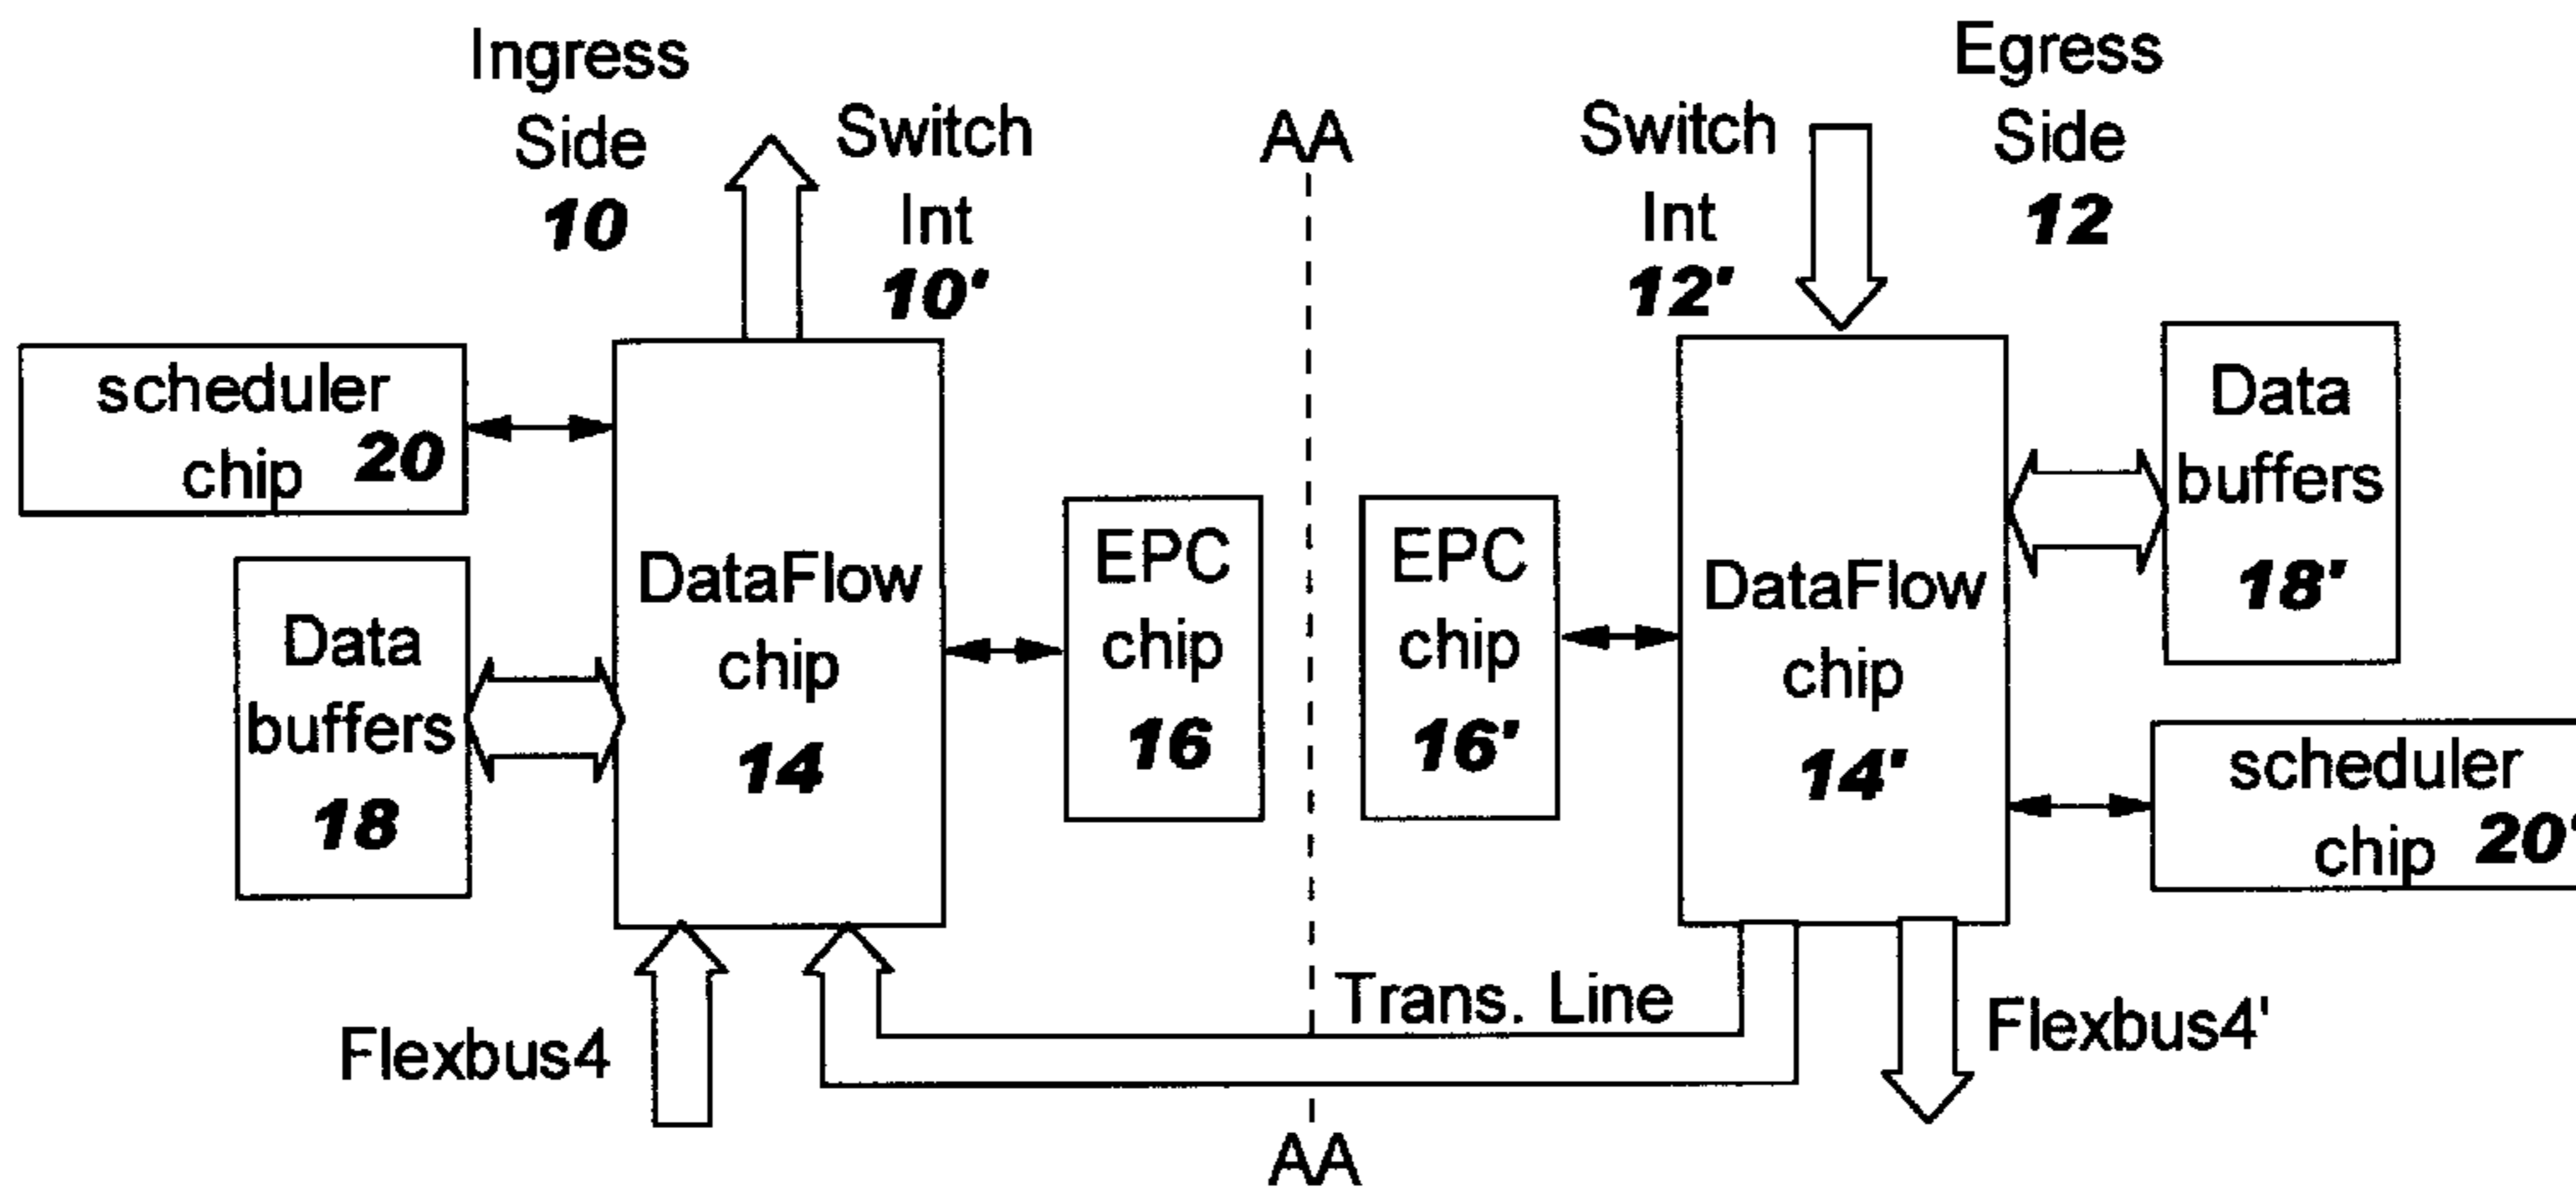 Ingress
Side
10
Switch
Int
10'
AA
Switch
Int
12'
Egress
Side
12
scheduler
chip 20
Data
buffers
18
DataFlow
chip
14
EPC
chip
16
EPC
chip
16'
DataFlow
chip
14'
Data
buffers
18'
scheduler
chip 20'
Flexbus4
Trans. Line
Flexbus4'
AA